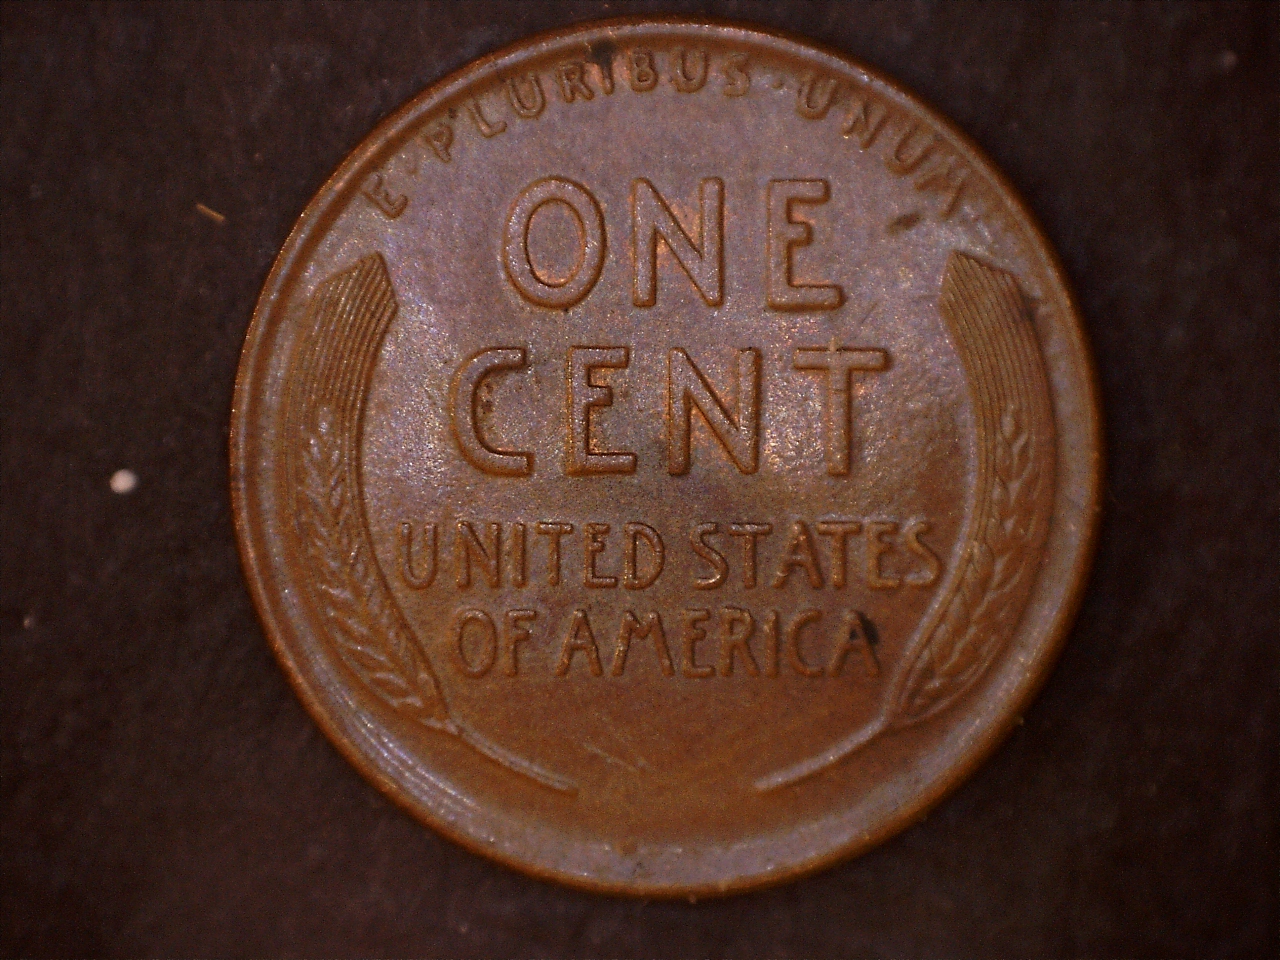 E·PLURIBUS·UNUM
ONE
CENT
UNITED STATES
OF AMERICA